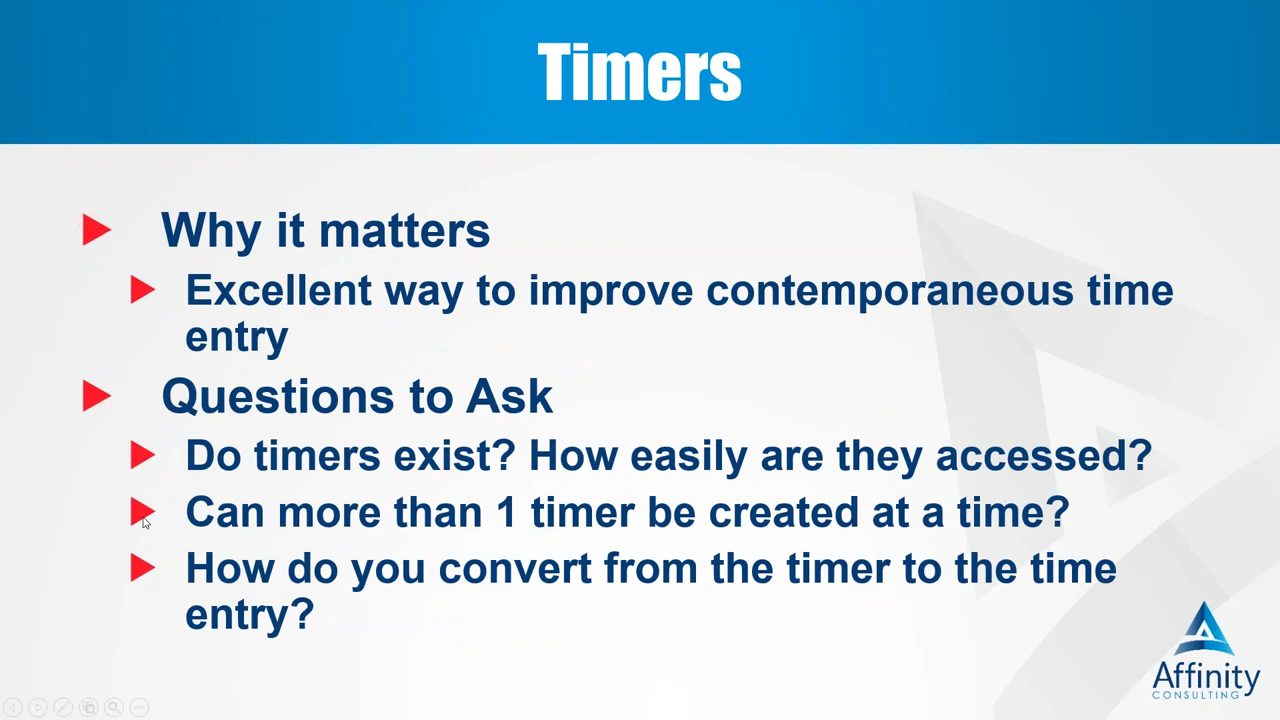 Timers
Why it matters
Excellent way to improve contemporaneous time
entry
Questions to Ask
Do timers exist? How easily are they accessed?
Can more than 1 timer be created at a time?
How do you convert from the timer to the time
entry?
Affinity
CONSULTING